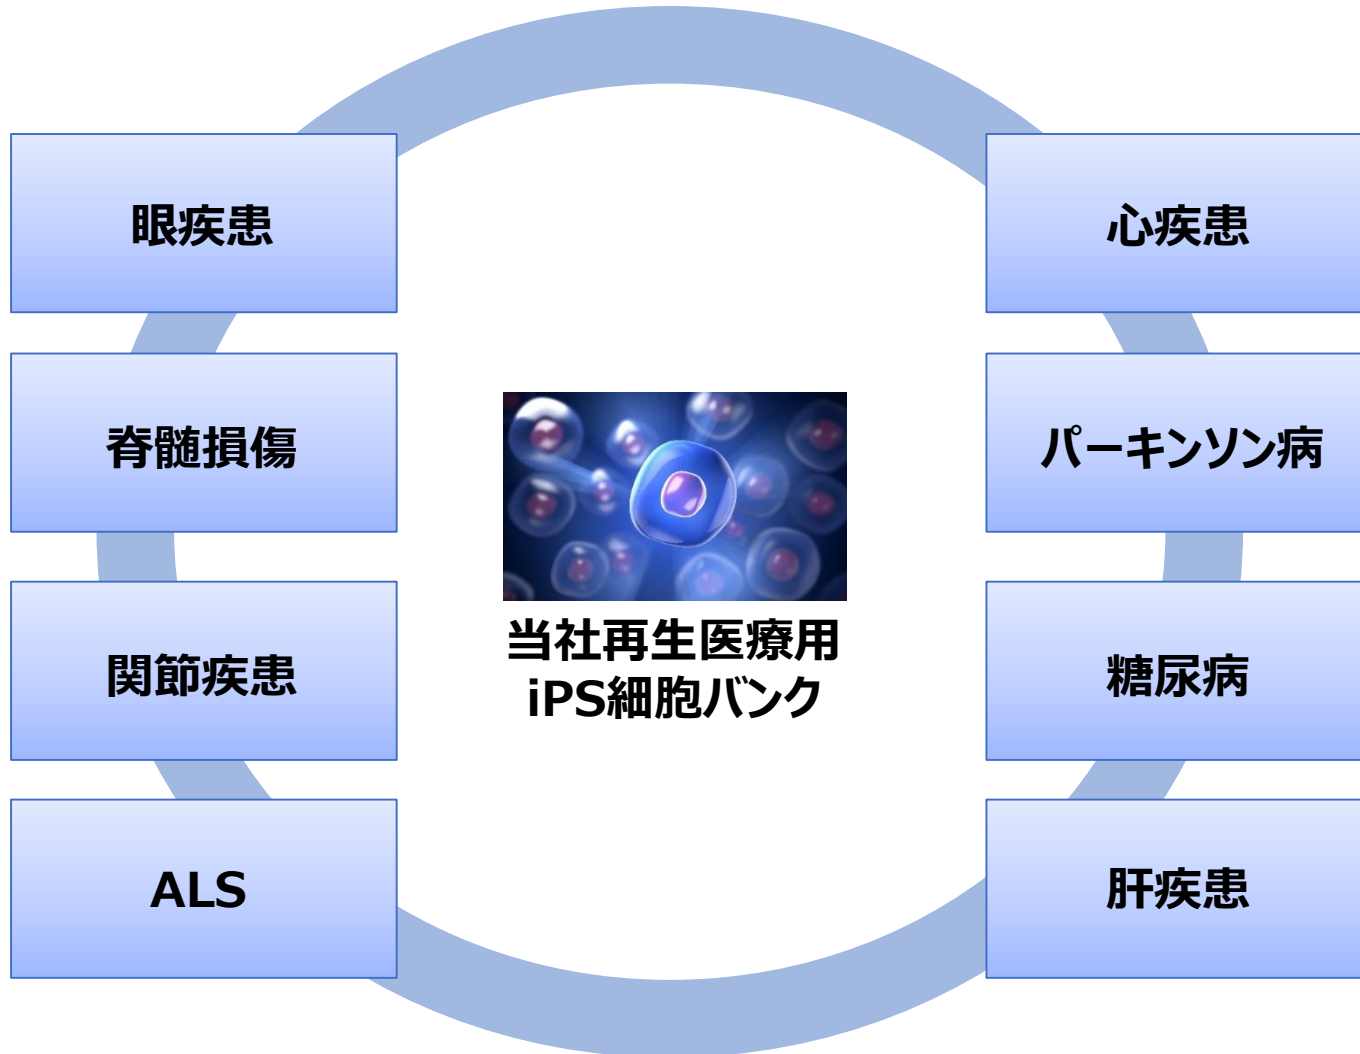 眼疾患
心疾患
脊髄損傷
パーキンソン病
当社再生医療用
iPS細胞バンク
関節疾患
糖尿病
ALS
肝疾患